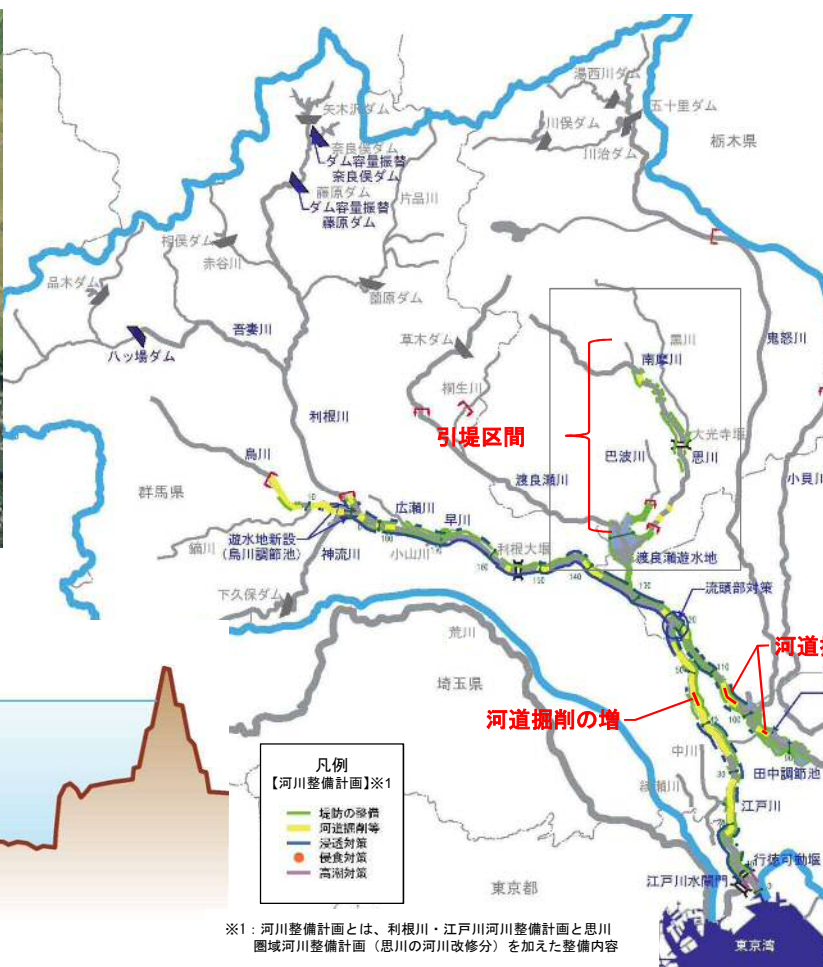 湯西川ダム
五十里ダム
矢木沢ダム
川俣ダム
川治ダム
栃木県
奈良俣ダム
ダム容量振替
奈良俣ダム
藤原ダム
ダム容量振替
藤原ダム
片品川
相俣ダム
赤谷川
品木ダム
薗原ダム
吾妻川
八ッ場ダム
草木ダム
黒川
鬼怒川
南摩川
桐生川
利根川
引堤区間
大光寺堰
思川
巴波川
小貝川
烏川
渡良瀬川
群馬県
広瀬川
早川
遊水地新設
(烏川調節池)
鏑川
神流川
小山川
利根大堰
渡良瀬遊水地
下久保ダム
流頭部対策
荒川
埼玉県
河道掘
河道掘削の増
中川
田中調節池
綾瀬川
江戸川
凡例
【河川整備計画】※1
堤防の整備
河道掘削等
浸透対策
侵食対策
高潮対策
行徳可動堰
江戸川水閘門
東京都
東京湾
※1:河川整備計画とは、利根川・江戸川河川整備計画と思川
圏域河川整備計画(思川の河川改修分)を加えた整備内容